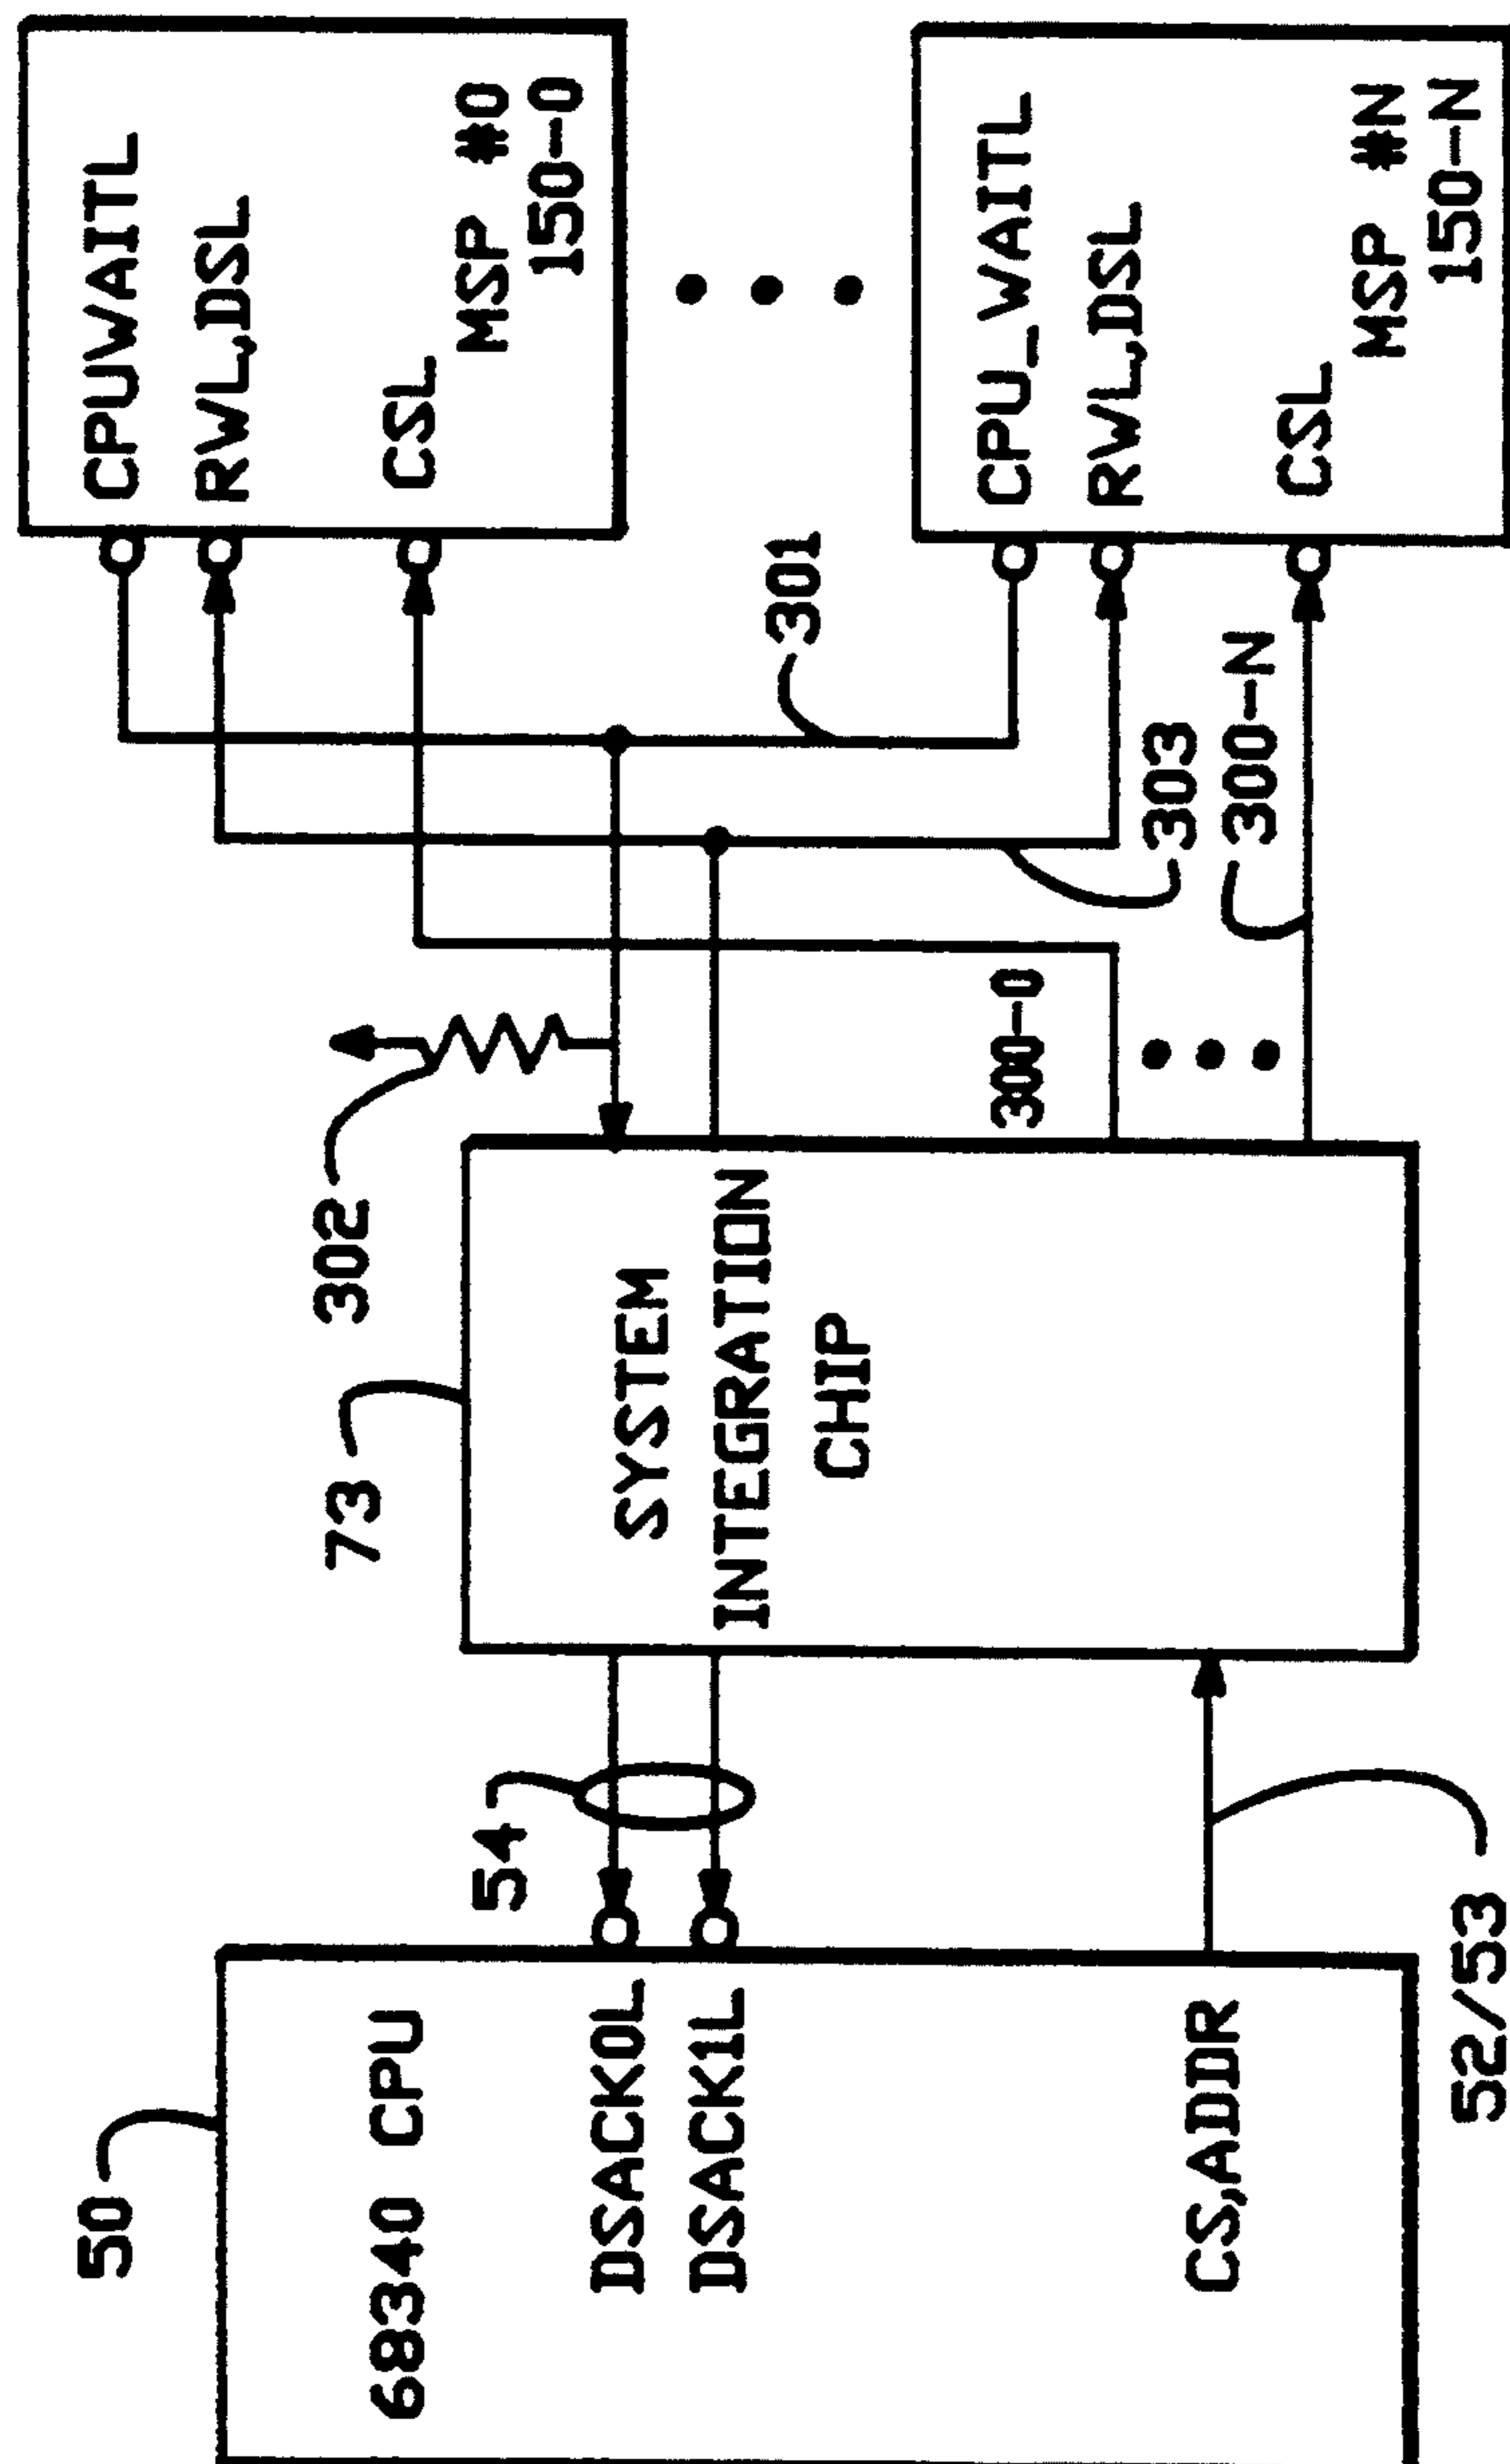 50
68340 CPU
DSACK0L
DSACK1L
CS,ADDR
52/53
54
73
SYSTEM
INTEGRATION
CHIP
302
300-0
303
300-N
301
CPUWAITL
RWL,DSL
CSL
MSP #0
150-0
CPU_WAITL
RWL,DSL
CSL
MSP #N
150-N